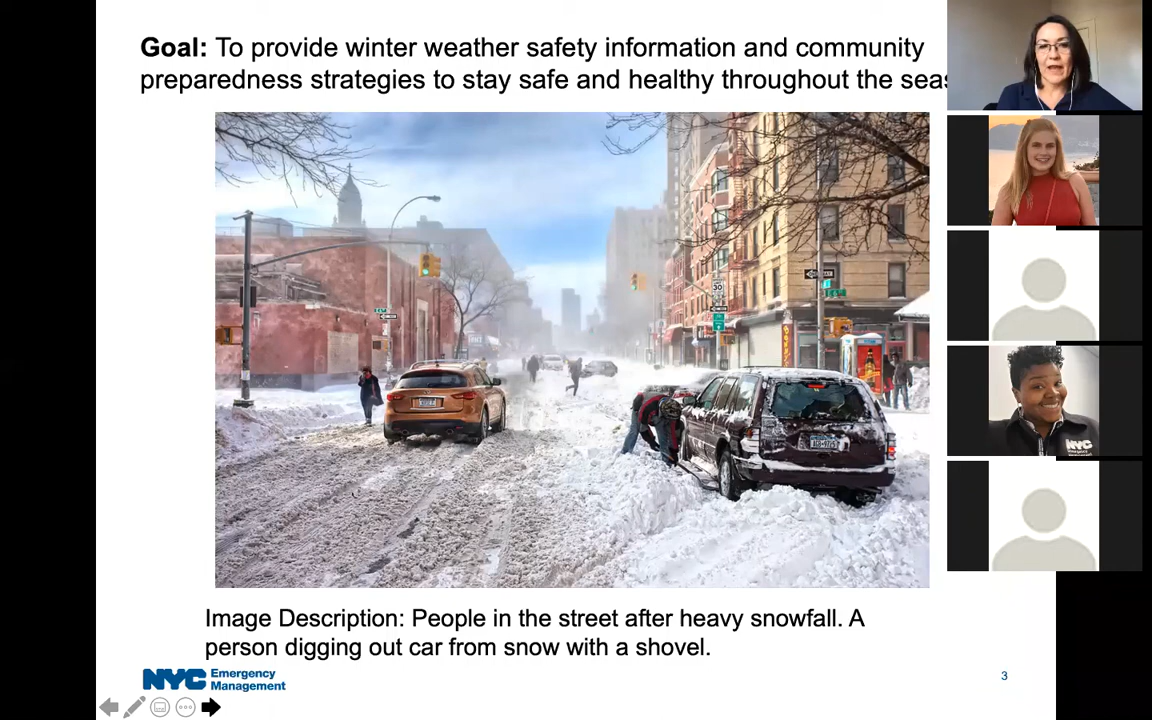 Goal: To provide winter weather safety information and community
preparedness strategies to stay safe and healthy throughout the seas
30
Image Description: People in the street after heavy snowfall. A
person digging out car from snow with a shovel.
NYC Emergency
Management
3
NYC